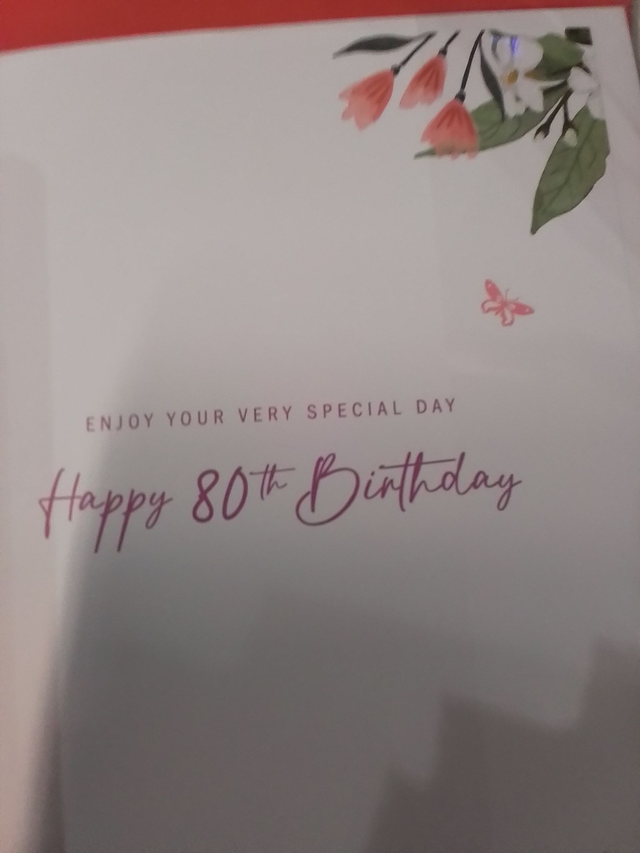 ENJOY YOUR VERY SPECIAL DAY
Happy 80th Birthday